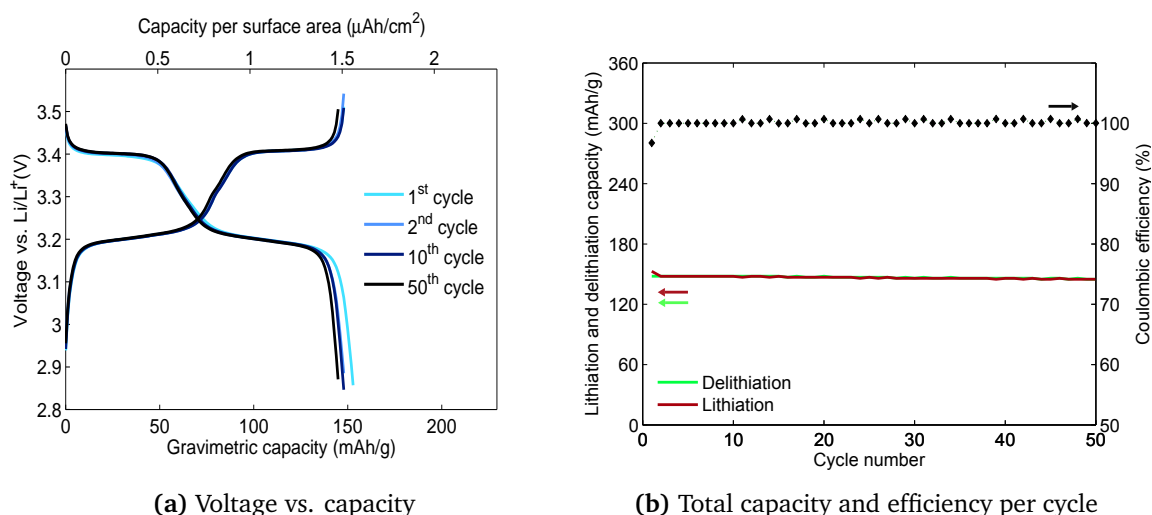 Capacity per surface area (μAh/cm²)
0 0.5 1 1.5 2
Voltage vs. Li/Li⁺(V)
3.5
3.4
3.3
3.2
3.1
3
2.9
2.8
1ˢᵗ cycle
2ⁿᵈ cycle
10ᵗʰ cycle
50ᵗʰ cycle
0 50 100 150 200
Gravimetric capacity (mAh/g)
(a) Voltage vs. capacity
Lithiation and delithiation capacity (mAh/g)
360
300
240
180
120
60
0
Delithiation
Lithiation
0 10 20 30 40 50
Cycle number
100
90
80
70
60
50
Coulombic efficiency (%)
(b) Total capacity and efficiency per cycle